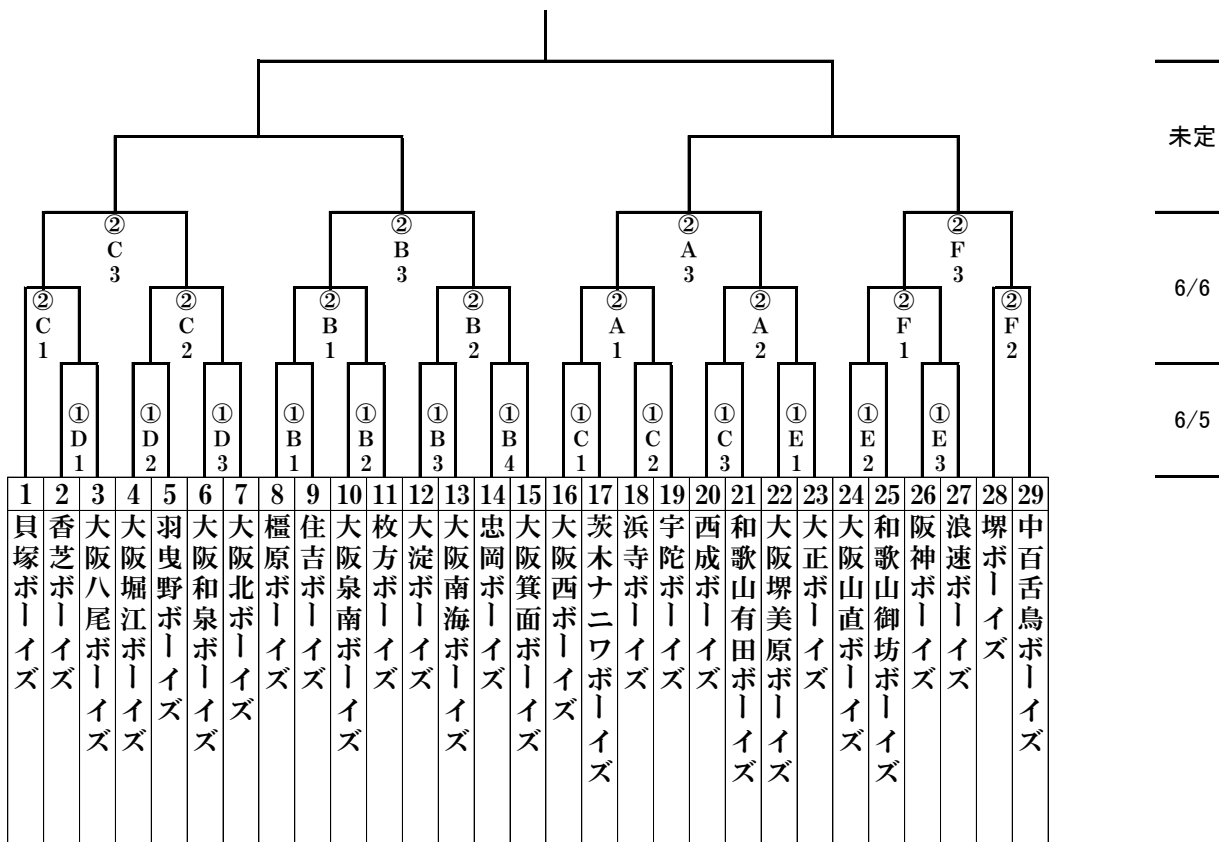 未定
②C3
②B3
②A3
②F3
6/6
②C1
②C2
②B1
②B2
②A1
②A2
②F1
②F2
6/5
①D1
①D2
①D3
①B1
①B2
①B3
①B4
①C1
①C2
①C3
①E1
①E2
①E3
1 貝塚ボーイズ
2 香芝ボーイズ
3 大阪八尾ボーイズ
4 大阪堀江ボーイズ
5 羽曳野ボーイズ
6 大阪和泉ボーイズ
7 大阪北ボーイズ
8 橿原ボーイズ
9 住吉ボーイズ
10 大阪泉南ボーイズ
11 枚方ボーイズ
12 大淀ボーイズ
13 大阪南海ボーイズ
14 忠岡ボーイズ
15 大阪箕面ボーイズ
16 大阪西ボーイズ
17 茨木ナニワボーイズ
18 浜寺ボーイズ
19 宇陀ボーイズ
20 西成ボーイズ
21 和歌山有田ボーイズ
22 大阪堺美原ボーイズ
23 大正ボーイズ
24 大阪山直ボーイズ
25 和歌山御坊ボーイズ
26 阪神ボーイズ
27 浪速ボーイズ
28 堺ボーイズ
29 中百舌鳥ボーイズ